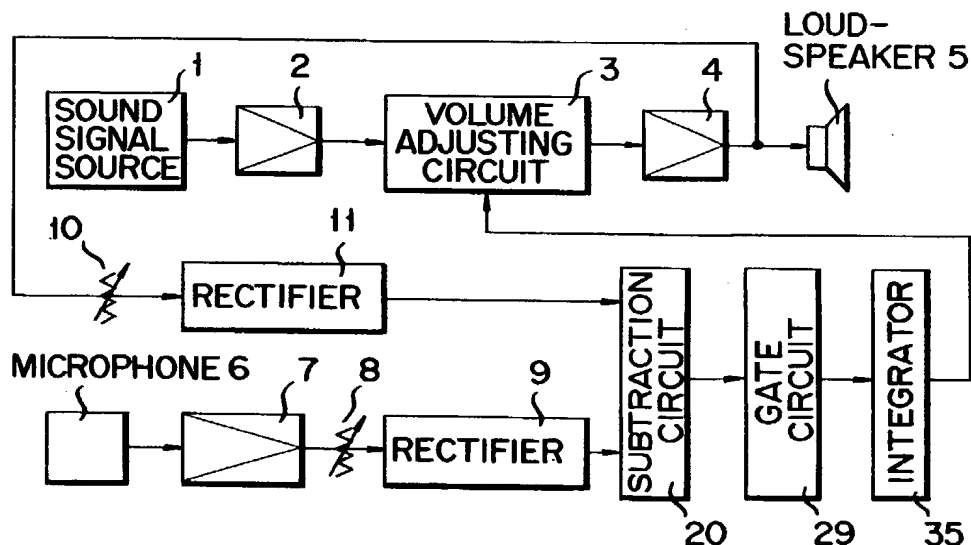 LOUD-
SPEAKER 5
1
2
3
4
SOUND
SIGNAL
SOURCE
VOLUME
ADJUSTING
CIRCUIT
10
11
RECTIFIER
SUBTRACTION
CIRCUIT
GATE
CIRCUIT
INTEGRATOR
MICROPHONE 6
7
8
9
RECTIFIER
20
29
35